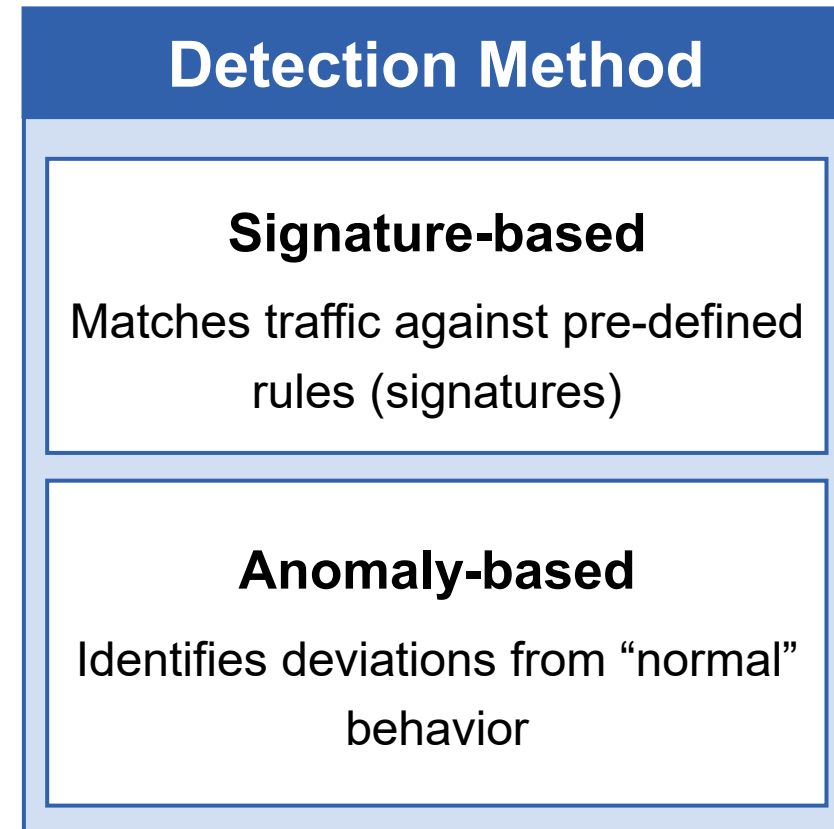 Detection Method
Signature-based
Matches traffic against pre-defined
rules (signatures)
Anomaly-based
Identifies deviations from “normal”
behavior